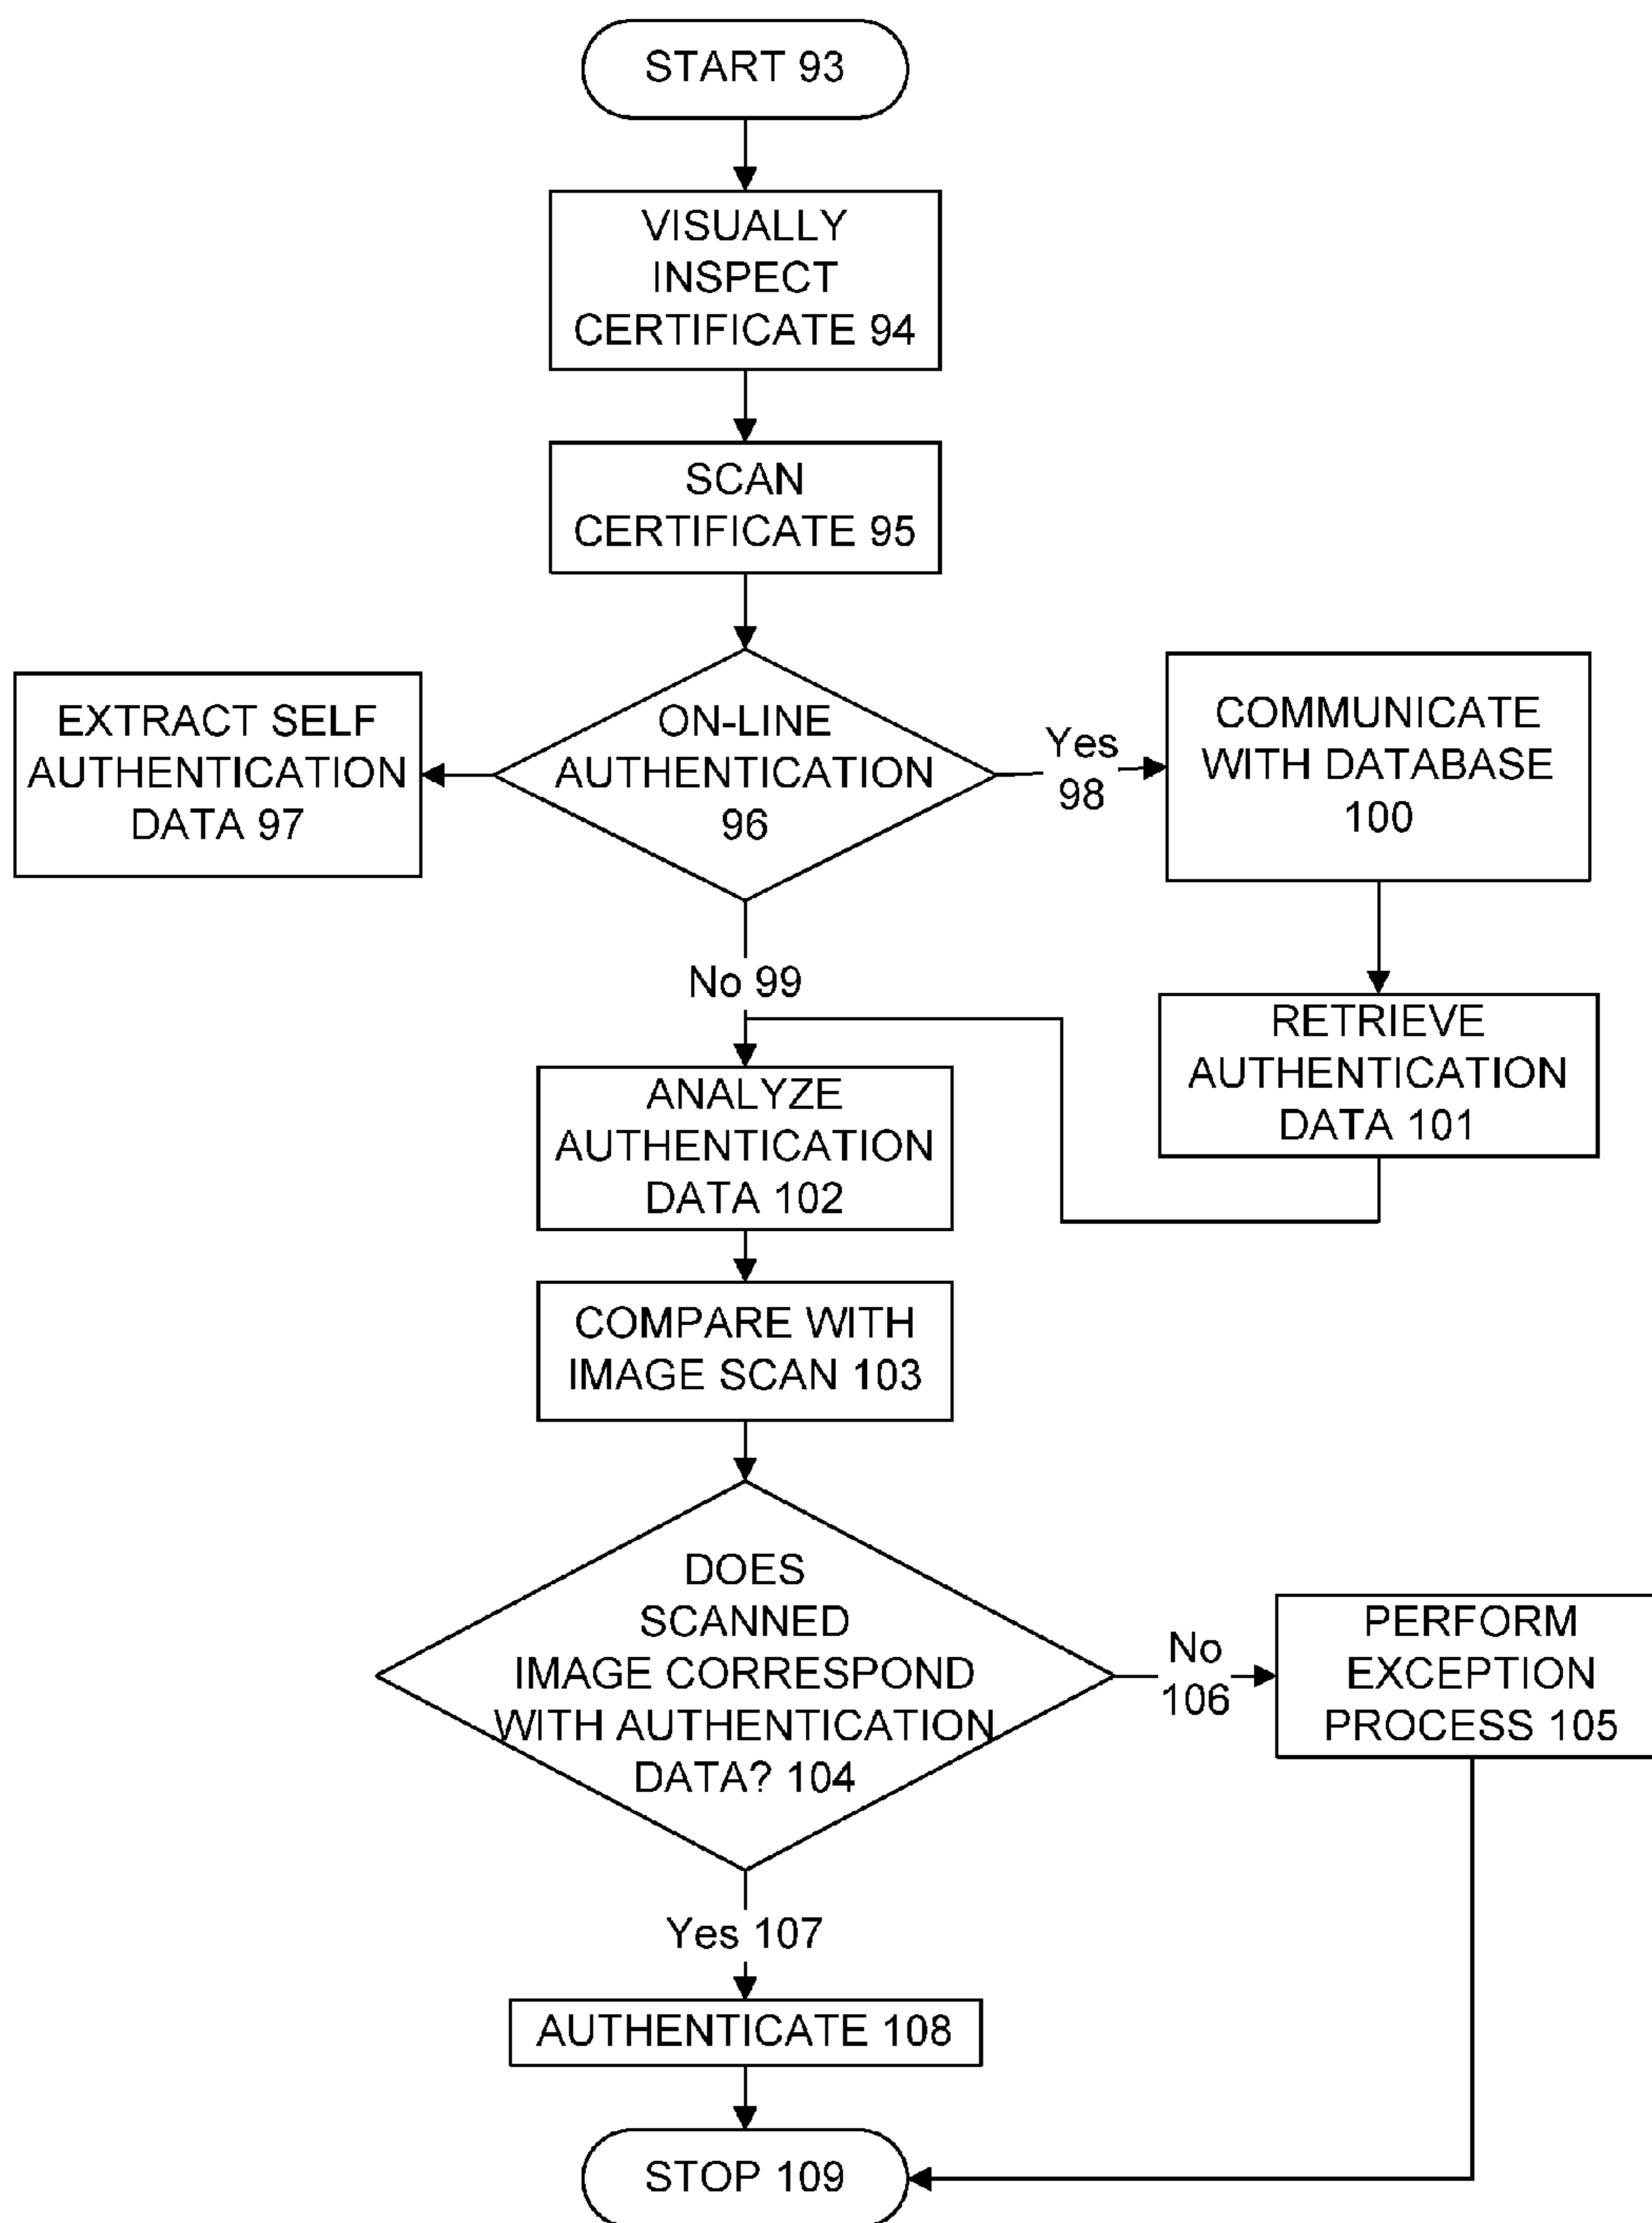 START 93
VISUALLY
INSPECT
CERTIFICATE 94
SCAN
CERTIFICATE 95
ON-LINE
AUTHENTICATION
96
EXTRACT SELF
AUTHENTICATION
DATA 97
Yes
98
COMMUNICATE
WITH DATABASE
100
No 99
RETRIEVE
AUTHENTICATION
DATA 101
ANALYZE
AUTHENTICATION
DATA 102
COMPARE WITH
IMAGE SCAN 103
DOES
SCANNED
IMAGE CORRESPOND
WITH AUTHENTICATION
DATA? 104
No
106
PERFORM
EXCEPTION
PROCESS 105
Yes 107
AUTHENTICATE 108
STOP 109